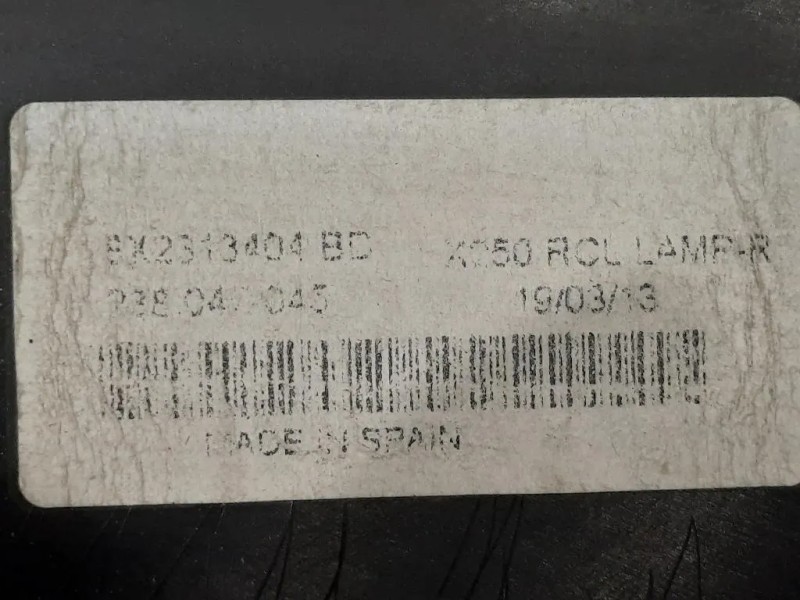 8X2313404 BD X250 RCL LAMP-R
19/03/13
MADE IN SPAIN